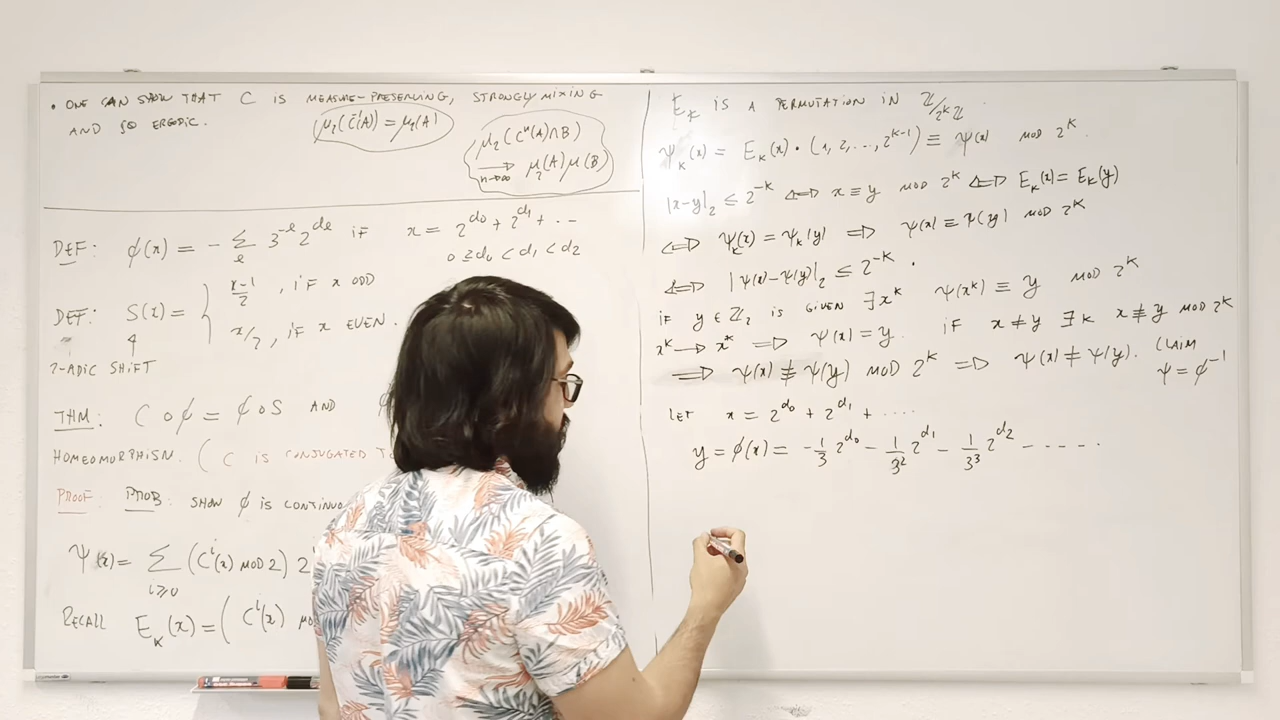 • ONE CAN SHOW THAT C IS MEASURE-PRESERVING, STRONGLY MIXING
AND SO ERGODIC.
μ₂(C⁻¹(A)) = μ₂(A)
μ₂(Cⁿ(A)∩B)
⟶ n→∞ μ₂(A)μ(B)
DEF: ϕ(x) = - Σ_ℓ 3^{-ℓ} 2^{dℓ} IF x = 2^{d₀} + 2^{d₁} + ...
0 ≥ d₀ < d₁ < d₂
DEF: S(x) = { (x-1)/2 , IF x ODD
x/2, IF x EVEN.
2-ADIC SHIFT
THM: C ∘ ϕ = ϕ ∘ S AND ϕ
HOMEOMORPHISM. ( C IS CONJUGATED TO
PROOF: PROB: SHOW ϕ IS CONTINUO
Ψ(x) = Σ_{i≥0} (Cⁱ(x) MOD 2) 2
RECALL E_K(x) = ( Cⁱ(x) MO
E_K IS A PERMUTATION IN ℤ/2^kℤ.
Ψ_K(x) = E_K(x) · (1, 2, ..., 2^{K-1}) ≡ Ψ(x) MOD 2^K.
|x-y|₂ ≤ 2^{-K} ⟺ x ≡ y MOD 2^K ⟺ E_K(x) = E_K(y)
⟺ Ψ_K(x) = Ψ_K(y) ⟹ Ψ(x) ≡ Ψ(y) MOD 2^K
⟺ |Ψ(x)-Ψ(y)|₂ ≤ 2^{-K}.
IF y ∈ ℤ₂ IS GIVEN ∃x^K Ψ(x^K) ≡ y MOD 2^K
x^K ⟶ x^* ⟹ Ψ(x) = y. IF x ≠ y ∃K x ≢ y MOD 2^K
⟹ Ψ(x) ≢ Ψ(y) MOD 2^K ⟹ Ψ(x) ≠ Ψ(y). CLAIM
Ψ = ϕ^{-1}
LET x = 2^{d₀} + 2^{d₁} + ....
y = ϕ(x) = -1/3 2^{d₀} - 1/3² 2^{d₁} - 1/3³ 2^{d₂} - - - - - .